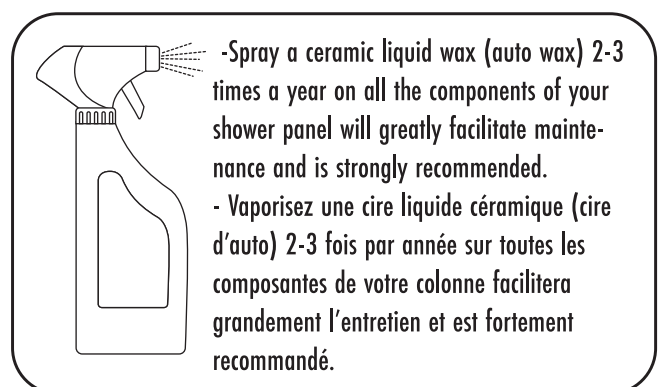 -Spray a ceramic liquid wax (auto wax) 2-3
times a year on all the components of your
shower panel will greatly facilitate mainte-
nance and is strongly recommended.
- Vaporisez une cire liquide céramique (cire
d'auto) 2-3 fois par année sur toutes les
composantes de votre colonne facilitera
grandement l'entretien et est fortement
recommandé.